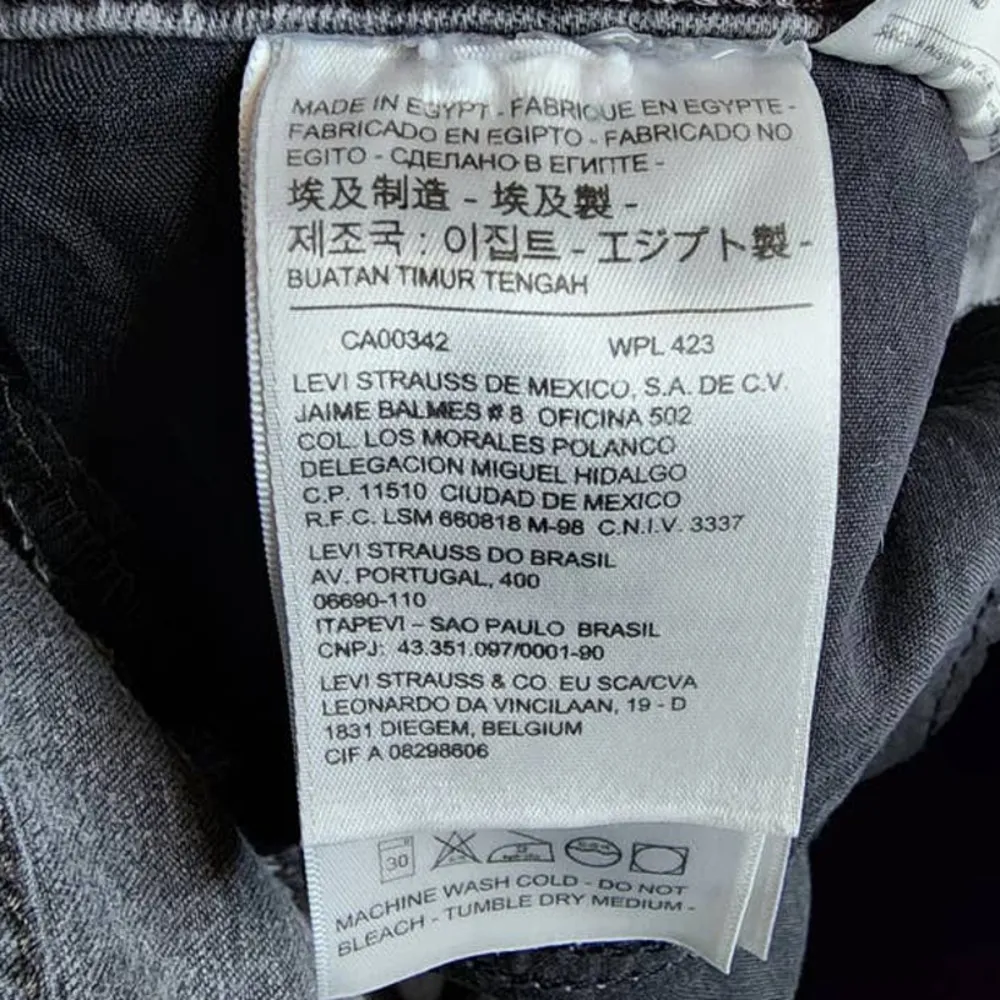 MADE IN EGYPT - FABRIQUE EN EGYPTE -
FABRICADO EN EGIPTO - FABRICADO NO
EGITO - СДЕЛАНО В ЕГИПТЕ -
埃及制造 - 埃及製 -
제조국 : 이집트 - エジプト製 -
BUATAN TIMUR TENGAH
CA00342 WPL 423
LEVI STRAUSS DE MEXICO, S.A. DE C.V.
JAIME BALMES # 8 OFICINA 502
COL. LOS MORALES POLANCO
DELEGACION MIGUEL HIDALGO
C.P. 11510 CIUDAD DE MEXICO
R.F.C. LSM 660818 M-98 C.N.I.V. 3337
LEVI STRAUSS DO BRASIL
AV. PORTUGAL, 400
06690-110
ITAPEVI – SAO PAULO BRASIL
CNPJ: 43.351.097/0001-90
LEVI STRAUSS & CO. EU SCA/CVA
LEONARDO DA VINCILAAN, 19 - D
1831 DIEGEM, BELGIUM
CIF A 08298606
30
MACHINE WASH COLD - DO NOT
BLEACH - TUMBLE DRY MEDIUM -